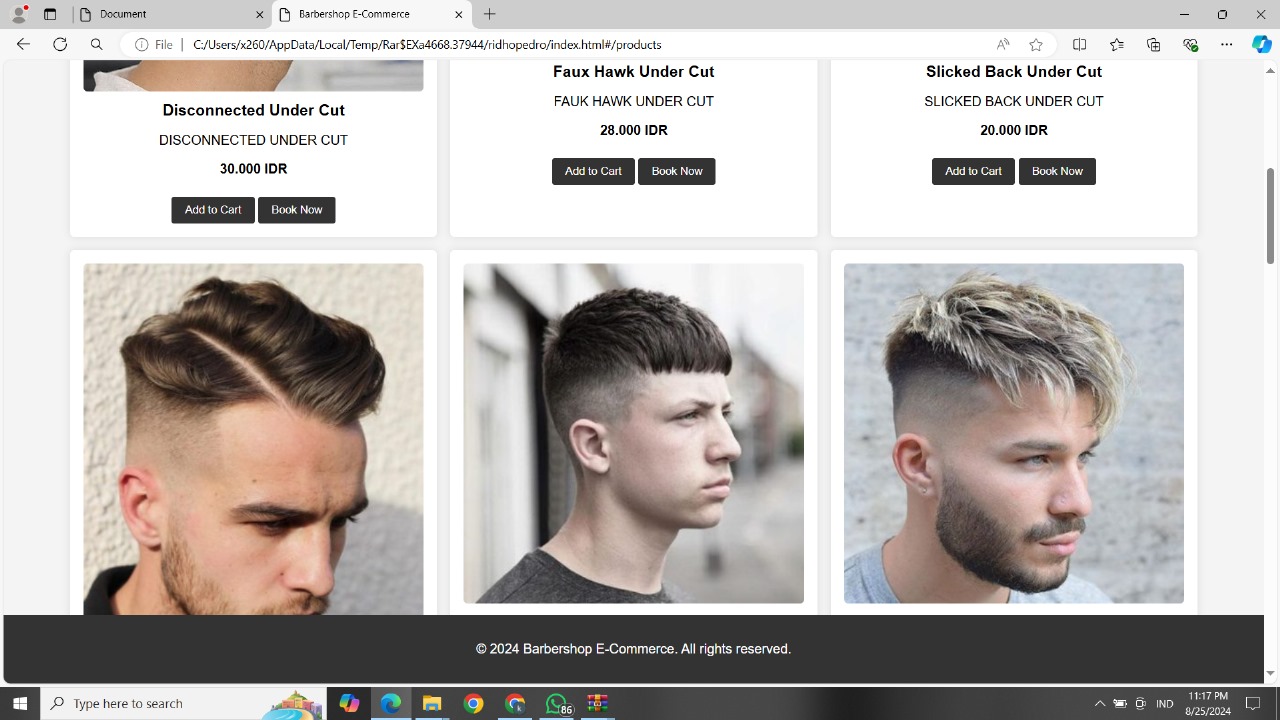 Document
Barbershop E-Commerce
File
C:/Users/x260/AppData/Local/Temp/Rar$EXa4668.37944/ridhopedro/index.html#/products
Disconnected Under Cut
DISCONNECTED UNDER CUT
30.000 IDR
Add to Cart Book Now
Faux Hawk Under Cut
FAUK HAWK UNDER CUT
28.000 IDR
Add to Cart Book Now
Slicked Back Under Cut
SLICKED BACK UNDER CUT
20.000 IDR
Add to Cart Book Now
© 2024 Barbershop E-Commerce. All rights reserved.
Type here to search
86
IND
11:17 PM
8/25/2024